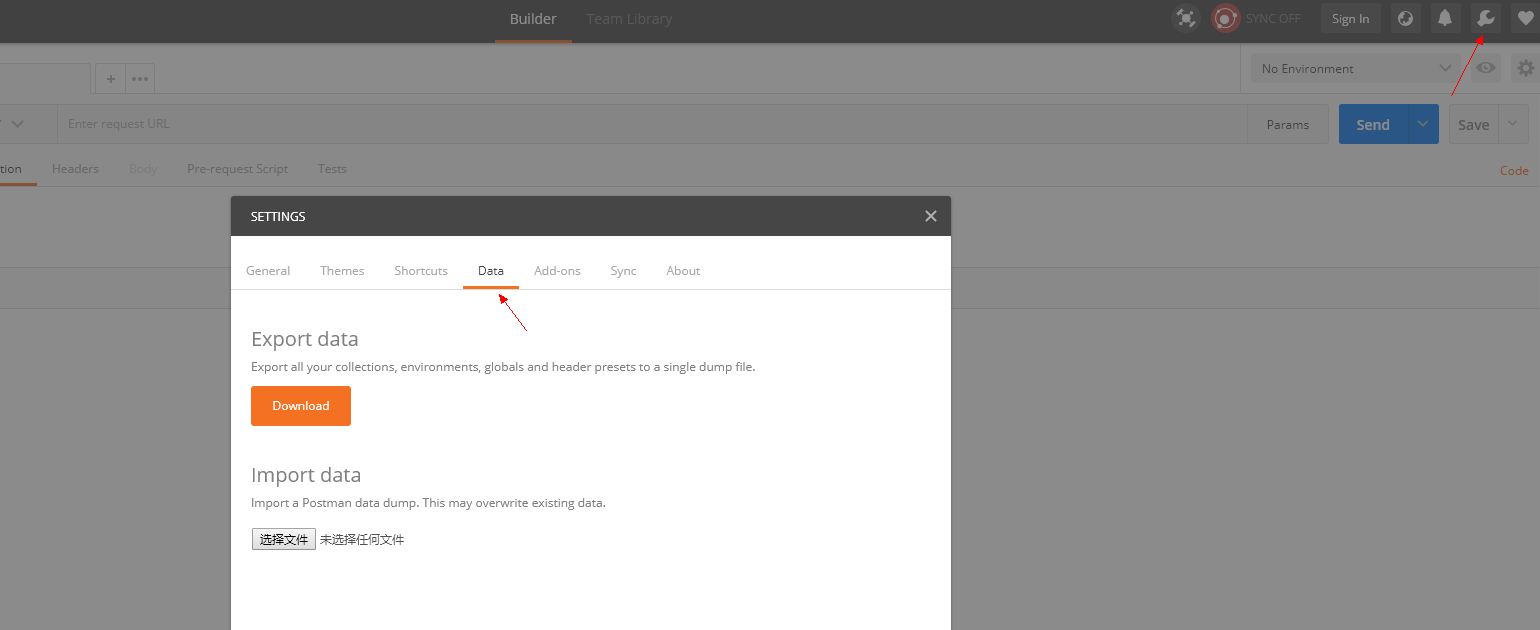 Builder Team Library SYNC OFF Sign In
+ ••• No Environment
Enter request URL Params Send Save
tion Headers Body Pre-request Script Tests Code
SETTINGS
General Themes Shortcuts Data Add-ons Sync About
Export data
Export all your collections, environments, globals and header presets to a single dump file.
Download
Import data
Import a Postman data dump. This may overwrite existing data.
选择文件 未选择任何文件